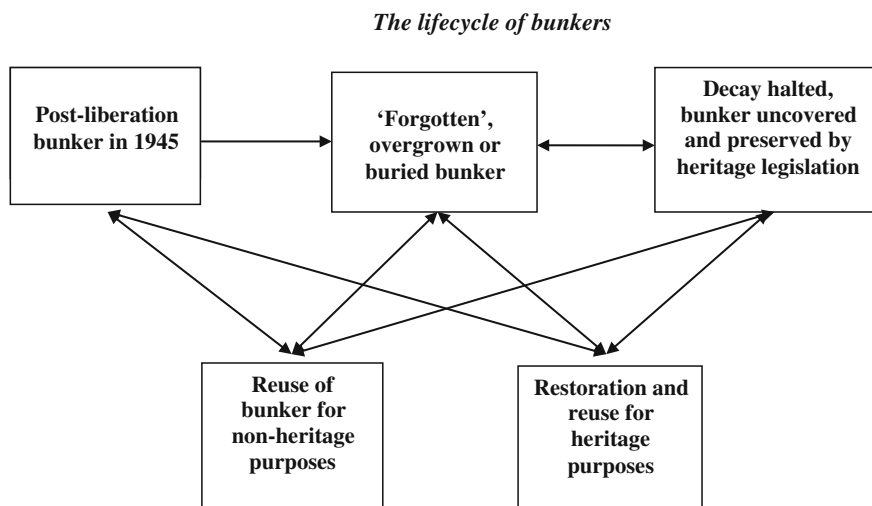 The lifecycle of bunkers
Post-liberation
bunker in 1945
‘Forgotten’,
overgrown or
buried bunker
Decay halted,
bunker uncovered
and preserved by
heritage legislation
Reuse of
bunker for
non-heritage
purposes
Restoration and
reuse for
heritage
purposes